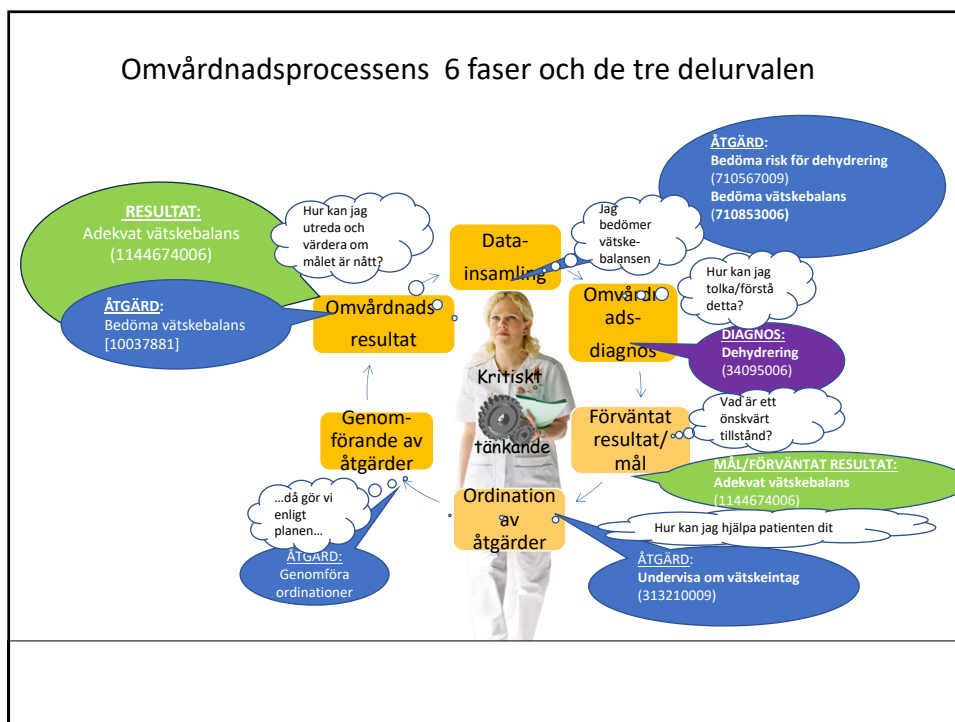 Omvårdnadsprocessens 6 faser och de tre delurvalen
ÅTGÄRD:
Bedöma risk för dehydrering
(710567009)
Bedöma vätskebalans
(710853006)
Jag
bedömer
vätske-
balansen
Data-
insamling
Hur kan jag
utreda och
värdera om
målet är nått?
RESULTAT:
Adekvat vätskebalans
(1144674006)
ÅTGÄRD:
Bedöma vätskebalans
[10037881]
Omvårdnads
resultat
Hur kan jag
tolka/förstå
detta?
Omvårdn
ads-
diagnos
DIAGNOS:
Dehydrering
(34095006)
Kritiskt
tänkande
Vad är ett
önskvärt
tillstånd?
Förväntat
resultat/
mål
MÅL/FÖRVÄNTAT RESULTAT:
Adekvat vätskebalans
(1144674006)
Genom-
förande av
åtgärder
…då gör vi
enligt
planen…
ÅTGÄRD:
Genomföra
ordinationer
Ordination
av
åtgärder
Hur kan jag hjälpa patienten dit
ÅTGÄRD:
Undervisa om vätskeintag
(313210009)